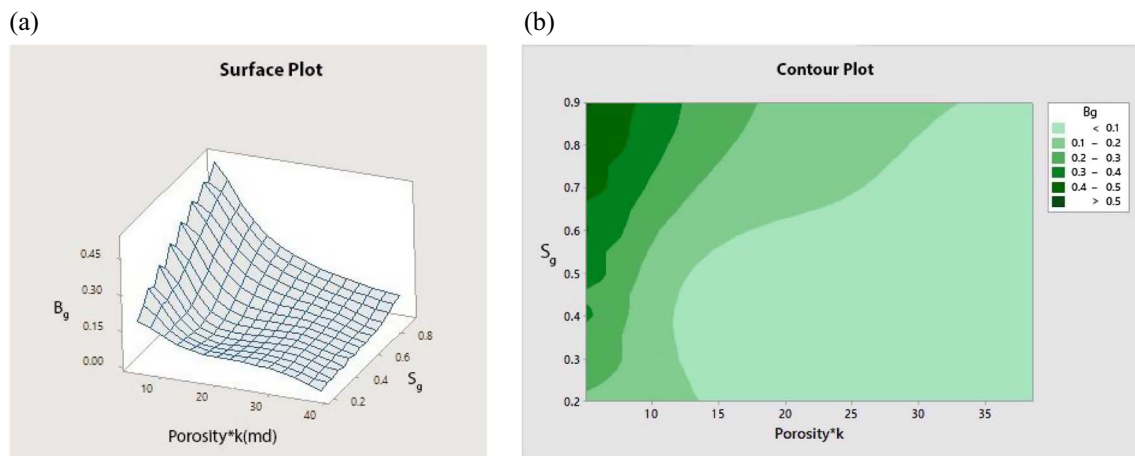 (a)
Surface Plot
0.45
0.30
0.15
0.00
B_g
10
20
30
40
Porosity*k(md)
0.2
0.4
0.6
0.8
S_g
(b)
Contour Plot
0.9
0.8
0.7
0.6
0.5
0.4
0.3
0.2
S_g
10
15
20
25
30
35
Porosity*k
Bg
< 0.1
0.1 – 0.2
0.2 – 0.3
0.3 – 0.4
0.4 – 0.5
> 0.5